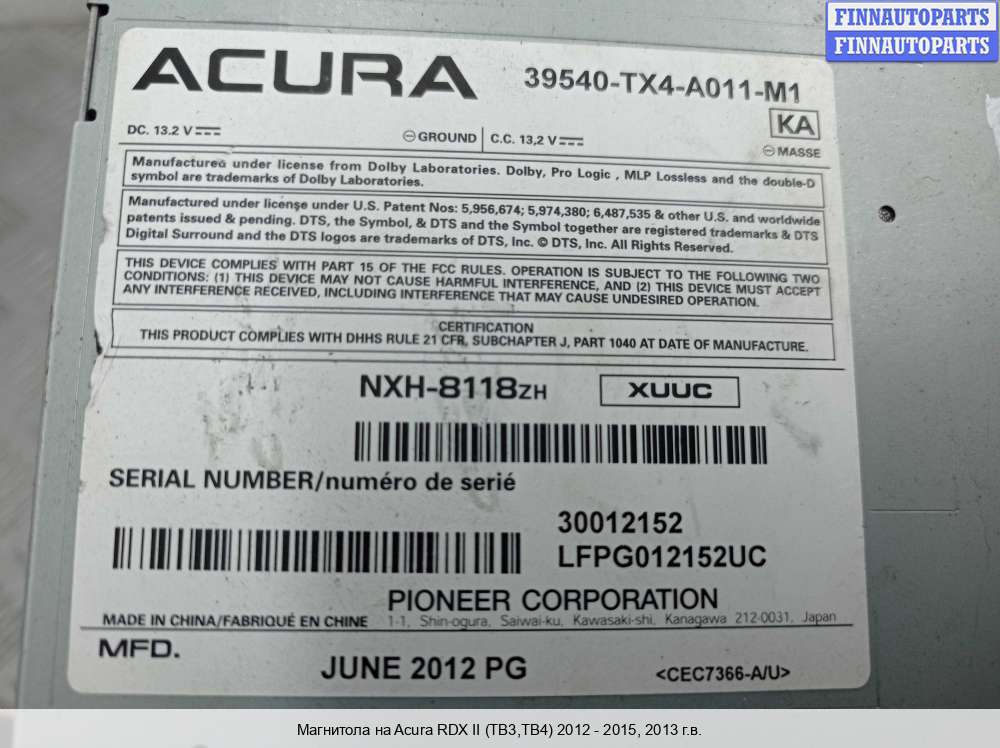 FINNAUTOPARTS
FINNAUTOPARTS
ACURA 39540-TX4-A011-M1
KA
DC. 13.2 V GROUND C.C. 13,2 V MASSE
Manufactured under license from Dolby Laboratories. Dolby, Pro Logic , MLP Lossless and the double-D
symbol are trademarks of Dolby Laboratories.
Manufactured under license under U.S. Patent Nos: 5,956,674; 5,974,380; 6,487,535 & other U.S. and worldwide
patents issued & pending. DTS, the Symbol, & DTS and the Symbol together are registered trademarks & DTS
Digital Surround and the DTS logos are trademarks of DTS, Inc. © DTS, Inc. All Rights Reserved.
THIS DEVICE COMPLIES WITH PART 15 OF THE FCC RULES. OPERATION IS SUBJECT TO THE FOLLOWING TWO
CONDITIONS: (1) THIS DEVICE MAY NOT CAUSE HARMFUL INTERFERENCE, AND (2) THIS DEVICE MUST ACCEPT
ANY INTERFERENCE RECEIVED, INCLUDING INTERFERENCE THAT MAY CAUSE UNDESIRED OPERATION.
CERTIFICATION
THIS PRODUCT COMPLIES WITH DHHS RULE 21 CFR, SUBCHAPTER J, PART 1040 AT DATE OF MANUFACTURE.
NXH-8118ZH XUUC
SERIAL NUMBER/numéro de serié
30012152
LFPG012152UC
PIONEER CORPORATION
MADE IN CHINA/FABRIQUÉ EN CHINE 1-1, Shin-ogura, Saiwai-ku, Kawasaki-shi, Kanagawa 212-0031, Japan
MFD.
JUNE 2012 PG <CEC7366-A/U>
Магнитола на Acura RDX II (TB3,TB4) 2012 - 2015, 2013 г.в.